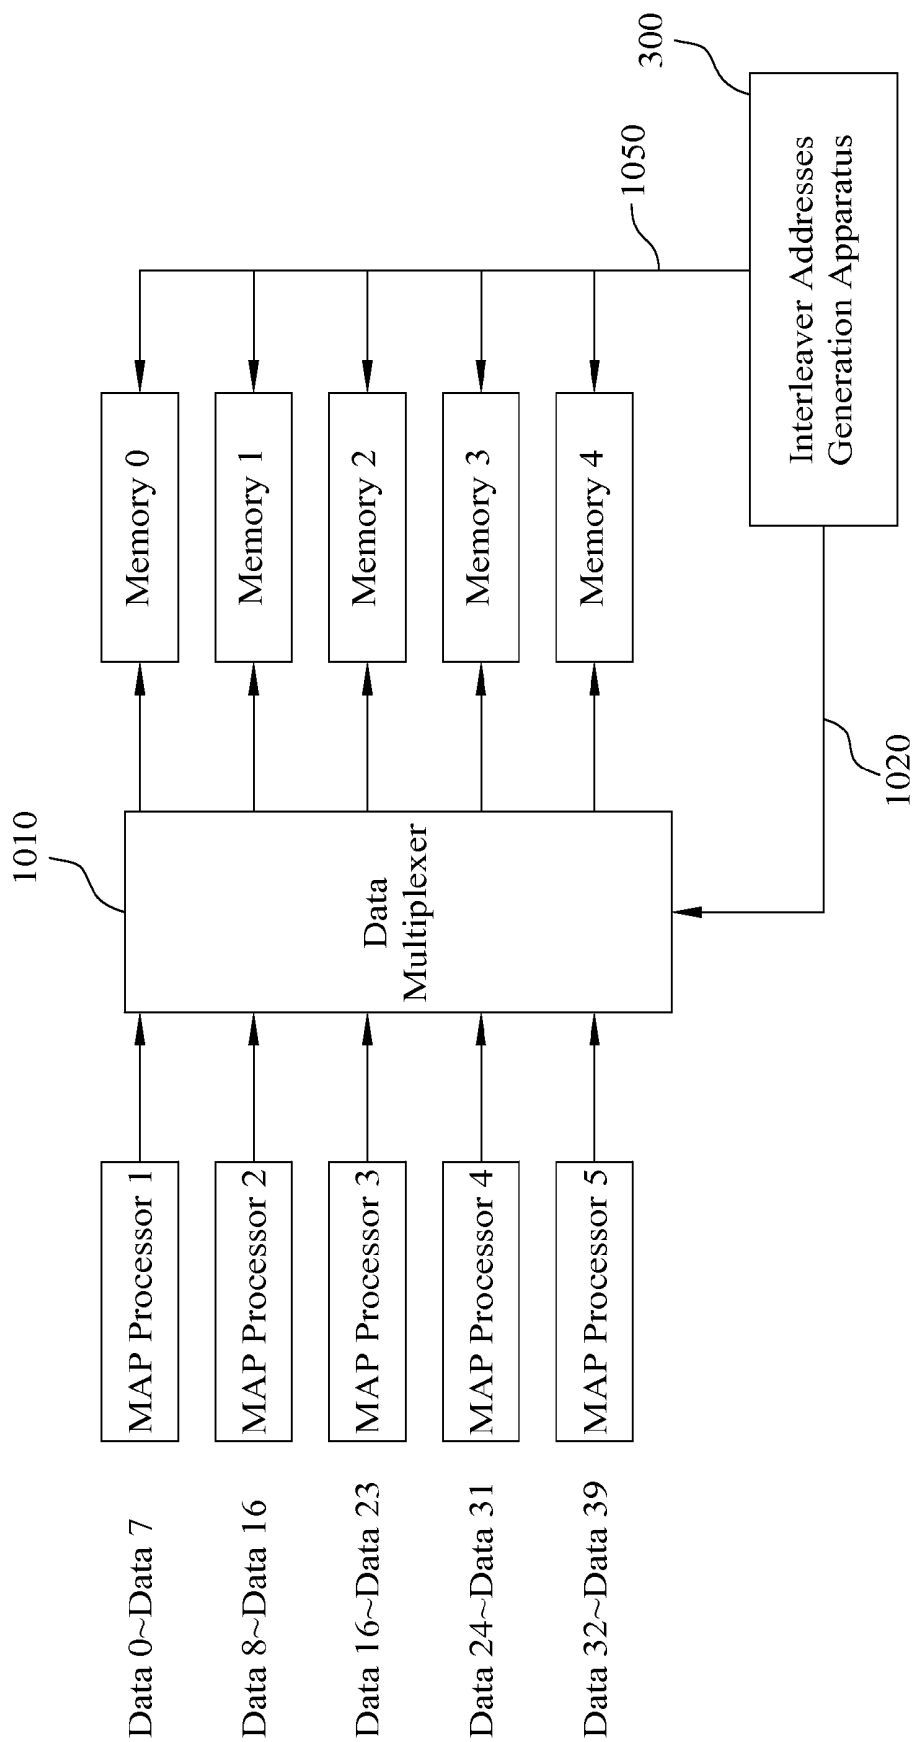 Data 0~Data 7
MAP Processor 1
Memory 0
Data 8~Data 16
MAP Processor 2
Memory 1
Data 16~Data 23
MAP Processor 3
Memory 2
Data 24~Data 31
MAP Processor 4
Memory 3
Data 32~Data 39
MAP Processor 5
Memory 4
1010
Data
Multiplexer
1050
300
Interleaver Addresses
Generation Apparatus
1020